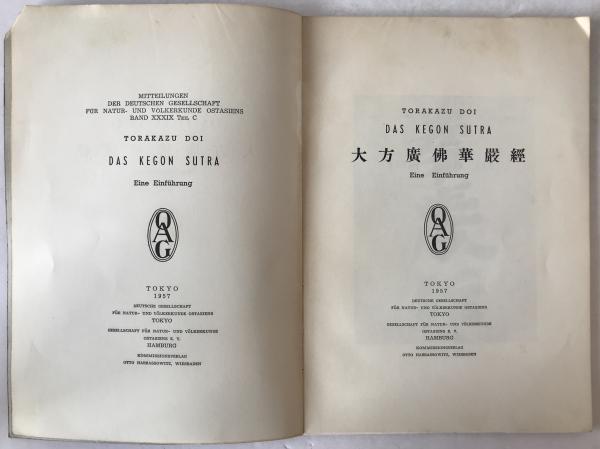 MITTEILUNGEN
DER DEUTSCHEN GESELLSCHAFT
FÜR NATUR- UND VÖLKERKUNDE OSTASIENS
BAND XXXIX TEIL C
TORAKAZU DOI
DAS KEGON SUTRA
Eine Einführung
OAG
TOKYO
1957
DEUTSCHE GESELLSCHAFT
FÜR NATUR- UND VÖLKERKUNDE OSTASIENS
TOKYO
GESELLSCHAFT FÜR NATUR- UND VÖLKERKUNDE
OSTASIENS E. V.
HAMBURG
KOMMISSIONSVERLAG
OTTO HARRASSOWITZ, WIESBADEN
TORAKAZU DOI
DAS KEGON SUTRA
大方廣佛華嚴經
Eine Einführung
OAG
TOKYO
1957
DEUTSCHE GESELLSCHAFT
FÜR NATUR- UND VÖLKERKUNDE OSTASIENS
TOKYO
GESELLSCHAFT FÜR NATUR- UND VÖLKERKUNDE
OSTASIENS E. V.
HAMBURG
KOMMISSIONSVERLAG
OTTO HARRASSOWITZ, WIESBADEN